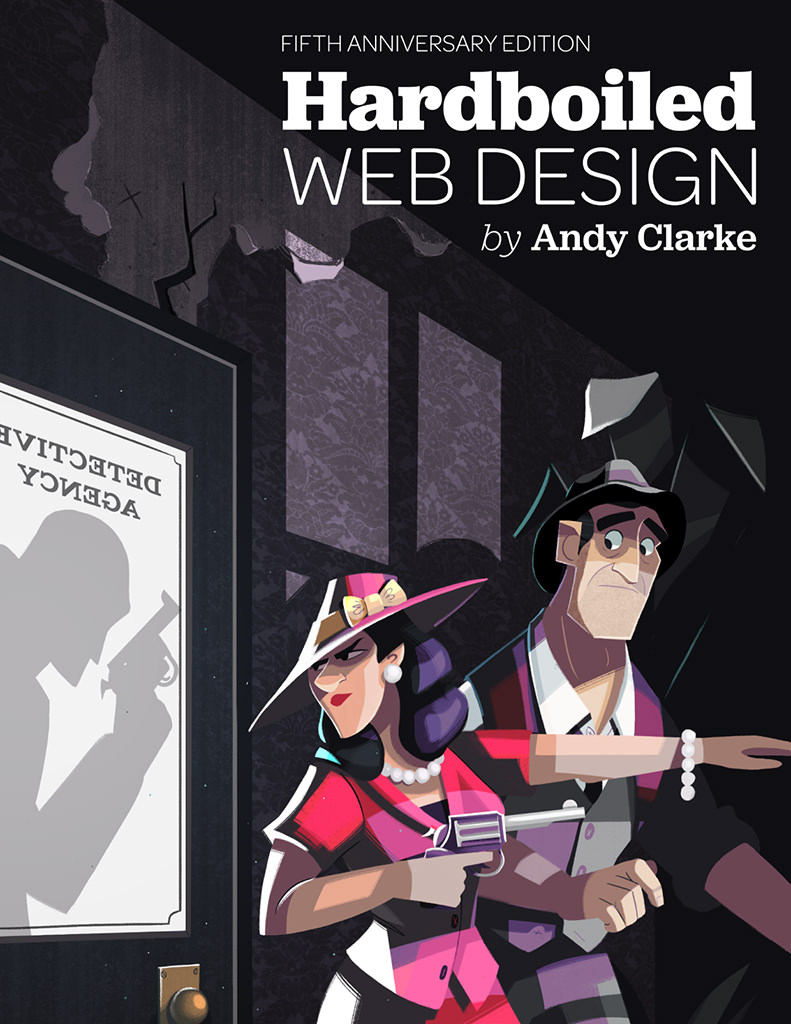 FIFTH ANNIVERSARY EDITION
Hardboiled
WEB DESIGN
by Andy Clarke
DETECTIVE
AGENCY